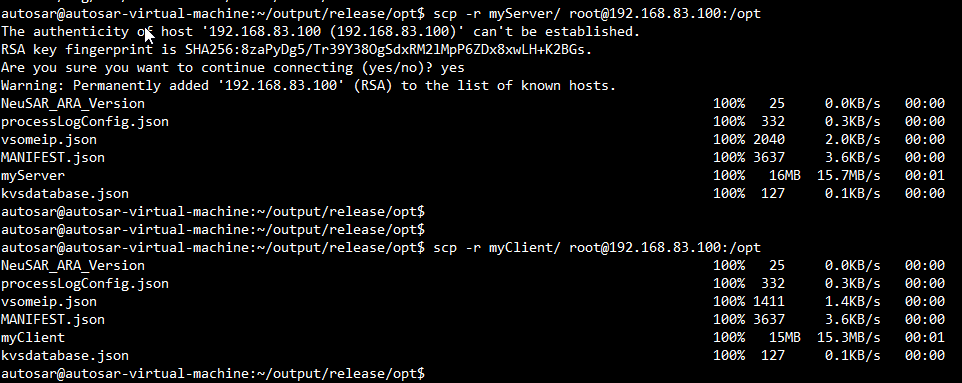 autosar@autosar-virtual-machine:~/output/release/opt$ scp -r myServer/ root@192.168.83.100:/opt
The authenticity of host '192.168.83.100 (192.168.83.100)' can't be established.
RSA key fingerprint is SHA256:8zaPyDg5/Tr39Y38OgSdxRM2lMpP6ZDx8xwLH+K2BGs.
Are you sure you want to continue connecting (yes/no)? yes
Warning: Permanently added '192.168.83.100' (RSA) to the list of known hosts.
NeuSAR_ARA_Version 100% 25 0.0KB/s 00:00
processLogConfig.json 100% 332 0.3KB/s 00:00
vsomeip.json 100% 2040 2.0KB/s 00:00
MANIFEST.json 100% 3637 3.6KB/s 00:00
myServer 100% 16MB 15.7MB/s 00:01
kvsdatabase.json 100% 127 0.1KB/s 00:00
autosar@autosar-virtual-machine:~/output/release/opt$
autosar@autosar-virtual-machine:~/output/release/opt$
autosar@autosar-virtual-machine:~/output/release/opt$ scp -r myClient/ root@192.168.83.100:/opt
NeuSAR_ARA_Version 100% 25 0.0KB/s 00:00
processLogConfig.json 100% 332 0.3KB/s 00:00
vsomeip.json 100% 1411 1.4KB/s 00:00
MANIFEST.json 100% 3637 3.6KB/s 00:00
myClient 100% 15MB 15.3MB/s 00:01
kvsdatabase.json 100% 127 0.1KB/s 00:00
autosar@autosar-virtual-machine:~/output/release/opt$